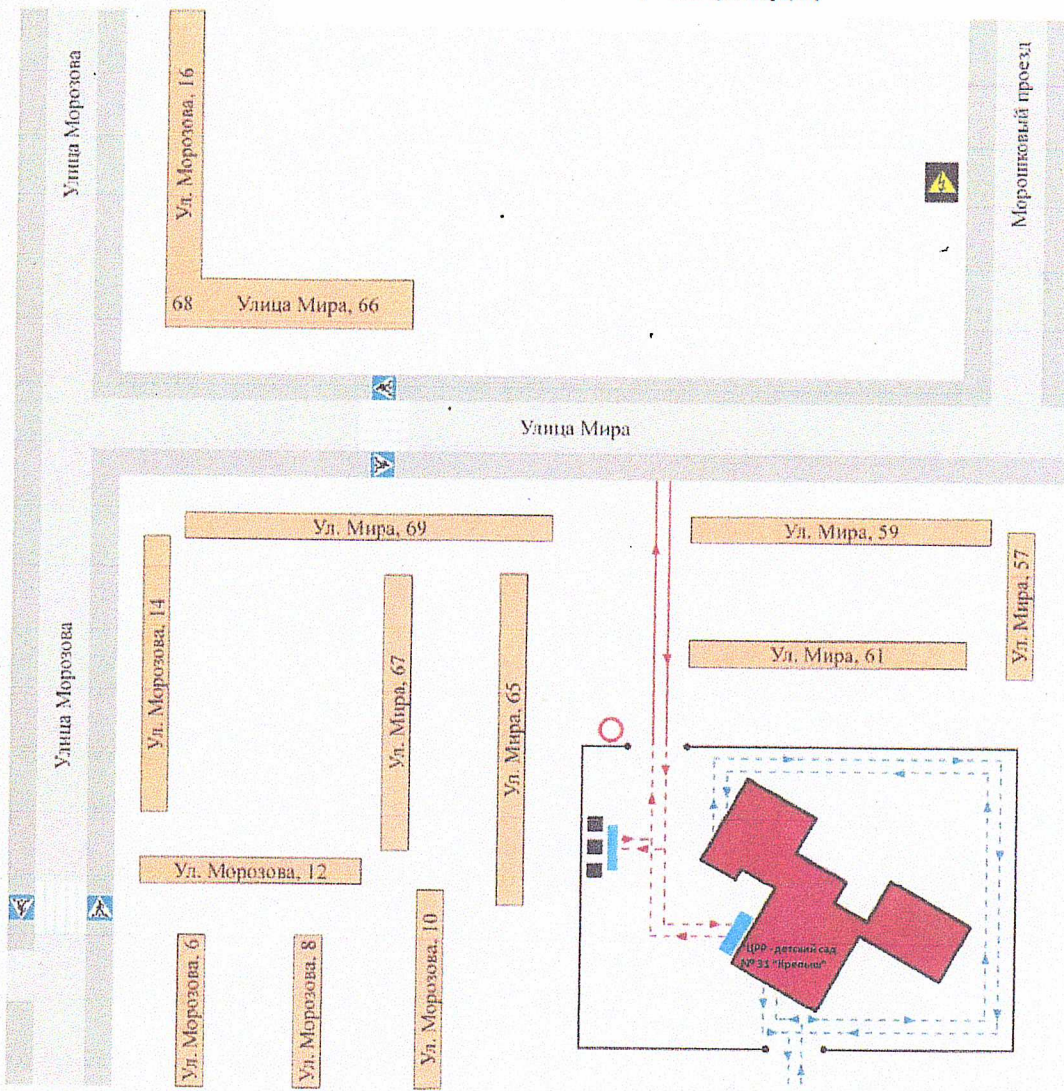 Улица Морозова
Ул. Морозова, 16
Морошковый проезд
68
Улица Мира, 66
Улица Мира
Ул. Мира, 69
Ул. Мира, 59
Ул. Мира, 57
Улица Морозова
Ул. Морозова, 14
Ул. Мира, 67
Ул. Мира, 65
Ул. Мира, 61
Ул. Морозова, 12
Ул. Морозова, 6
Ул. Морозова, 8
Ул. Морозова, 10
"ЦРР - детский сад
№ 31 "Крепыш"